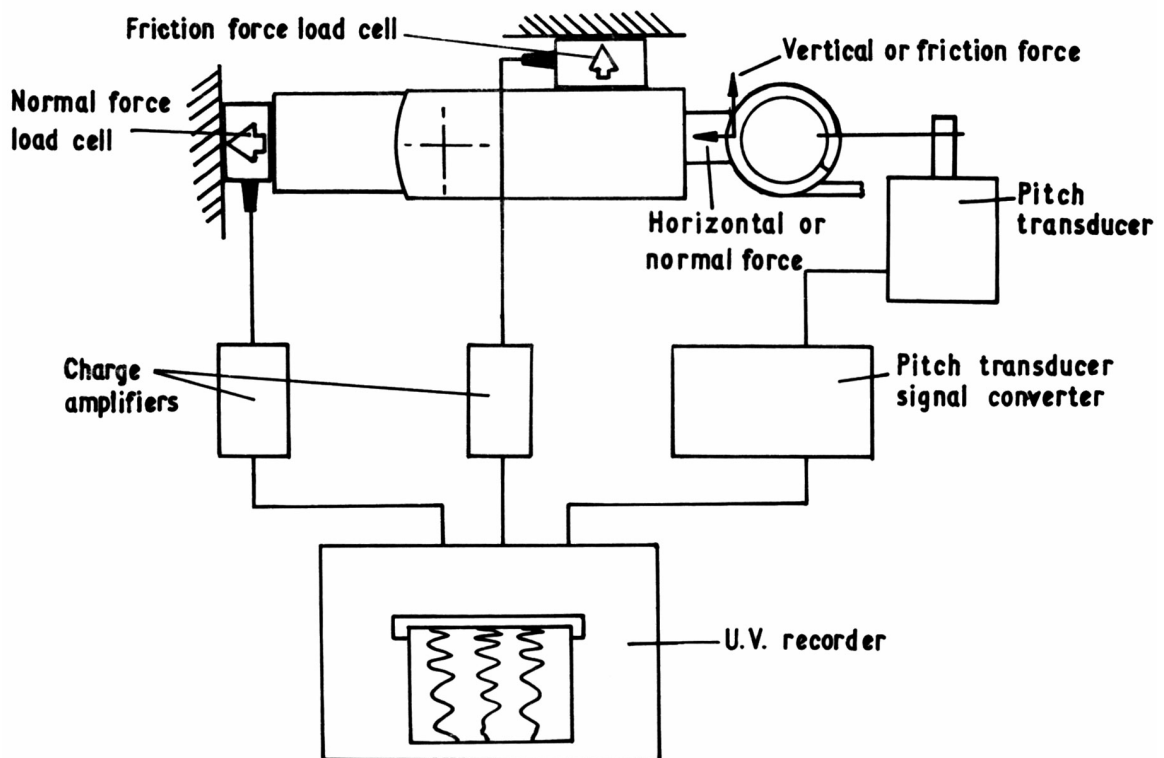 Friction force load cell
Vertical or friction force
Normal force
load cell
Horizontal or
normal force
Pitch
transducer
Charge
amplifiers
Pitch transducer
signal converter
U.V. recorder